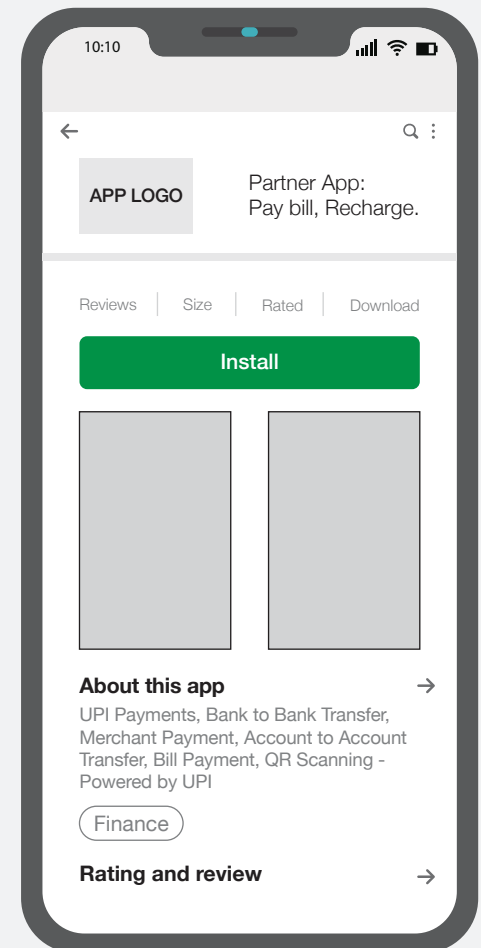 10:10
APP LOGO
Partner App:
Pay bill, Recharge.
Reviews Size Rated Download
Install
About this app
UPI Payments, Bank to Bank Transfer,
Merchant Payment, Account to Account
Transfer, Bill Payment, QR Scanning -
Powered by UPI
Finance
Rating and review